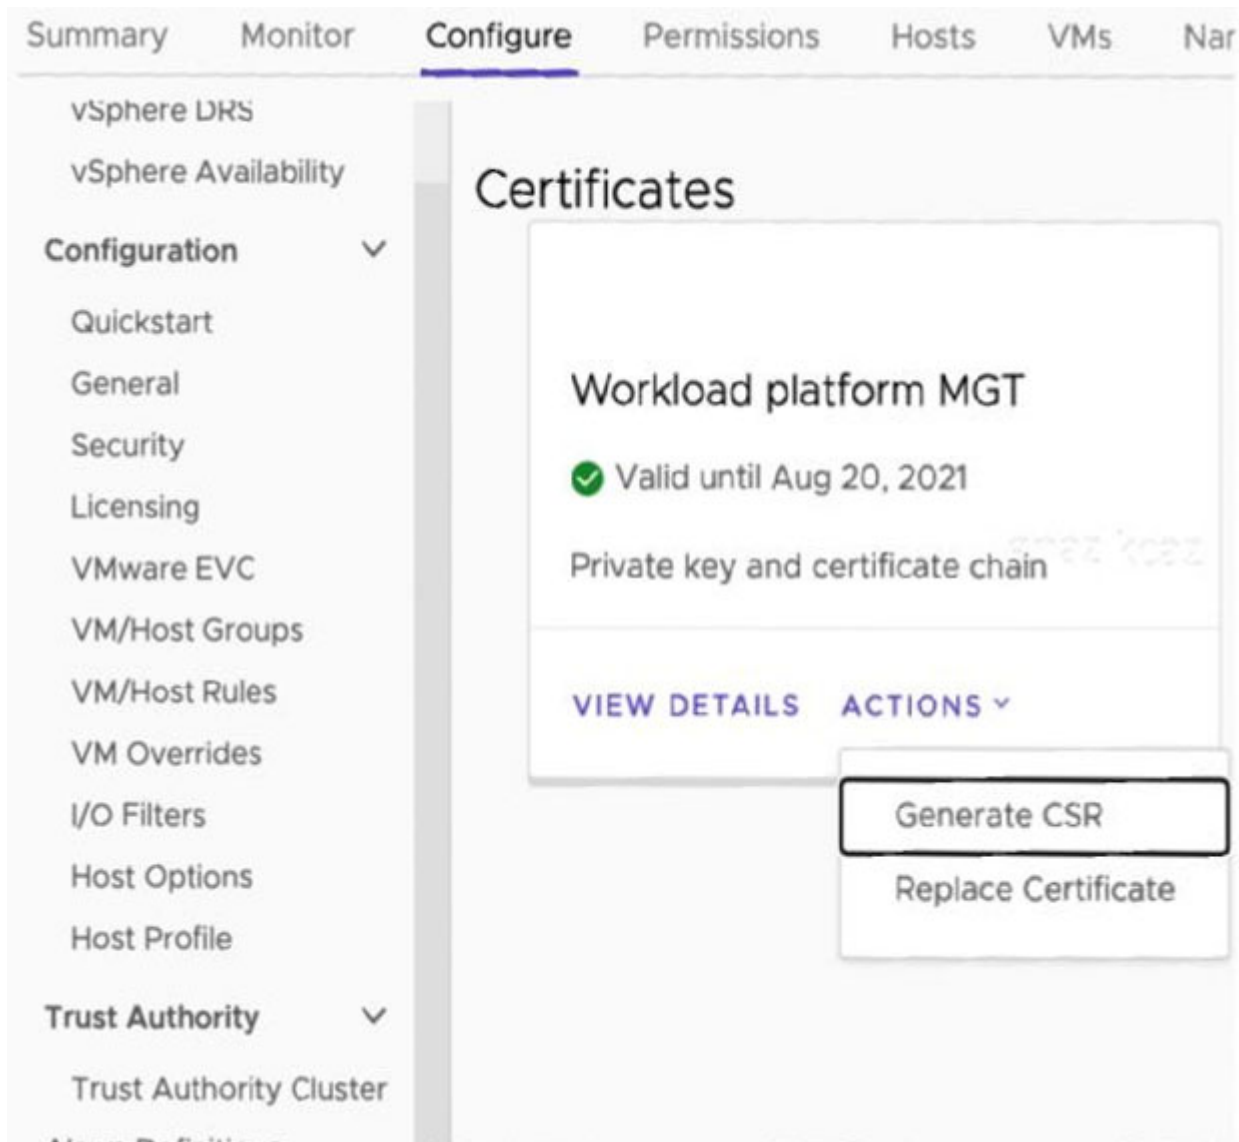 Summary Monitor Configure Permissions Hosts VMs
vSphere DRS
vSphere Availability
Configuration
Quickstart
General
Security
Licensing
VMware EVC
VM/Host Groups
VM/Host Rules
VM Overrides
I/O Filters
Host Options
Host Profile
Trust Authority
Trust Authority Cluster
Certificates
Workload platform MGT
Valid until Aug 20, 2021
Private key and certificate chain
VIEW DETAILS ACTIONS
Generate CSR
Replace Certificate